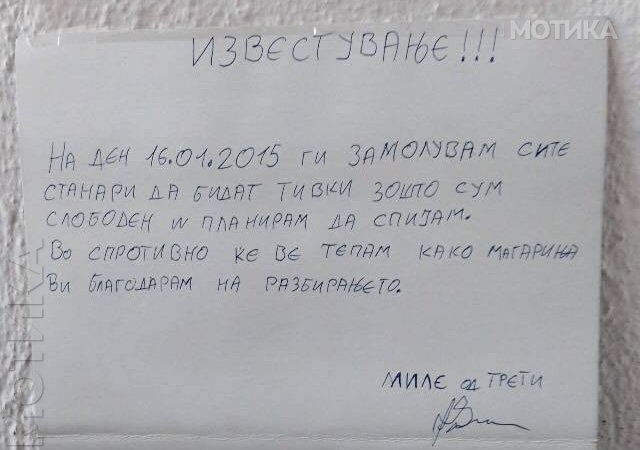 МОТИКА
ИЗВЕСТУВАЊЕ!!!
НА ДЕН 16.01.2015 ГИ ЗАМОЛУВАМ СИТЕ
СТАНАРИ ДА БИДАТ ТИВКИ ЗОШТО СУМ
СЛОБОДЕН И ПЛАНИРАМ ДА СПИЈАМ.
ВО СПРОТИВНО ЌЕ ВЕ ТЕПАМ КАКО МАГАРИЊА
ВИ БЛАГОДАРАМ НА РАЗБИРАЊЕТО.
МИЛЕ ОД ТРЕТИ
МОТИКА